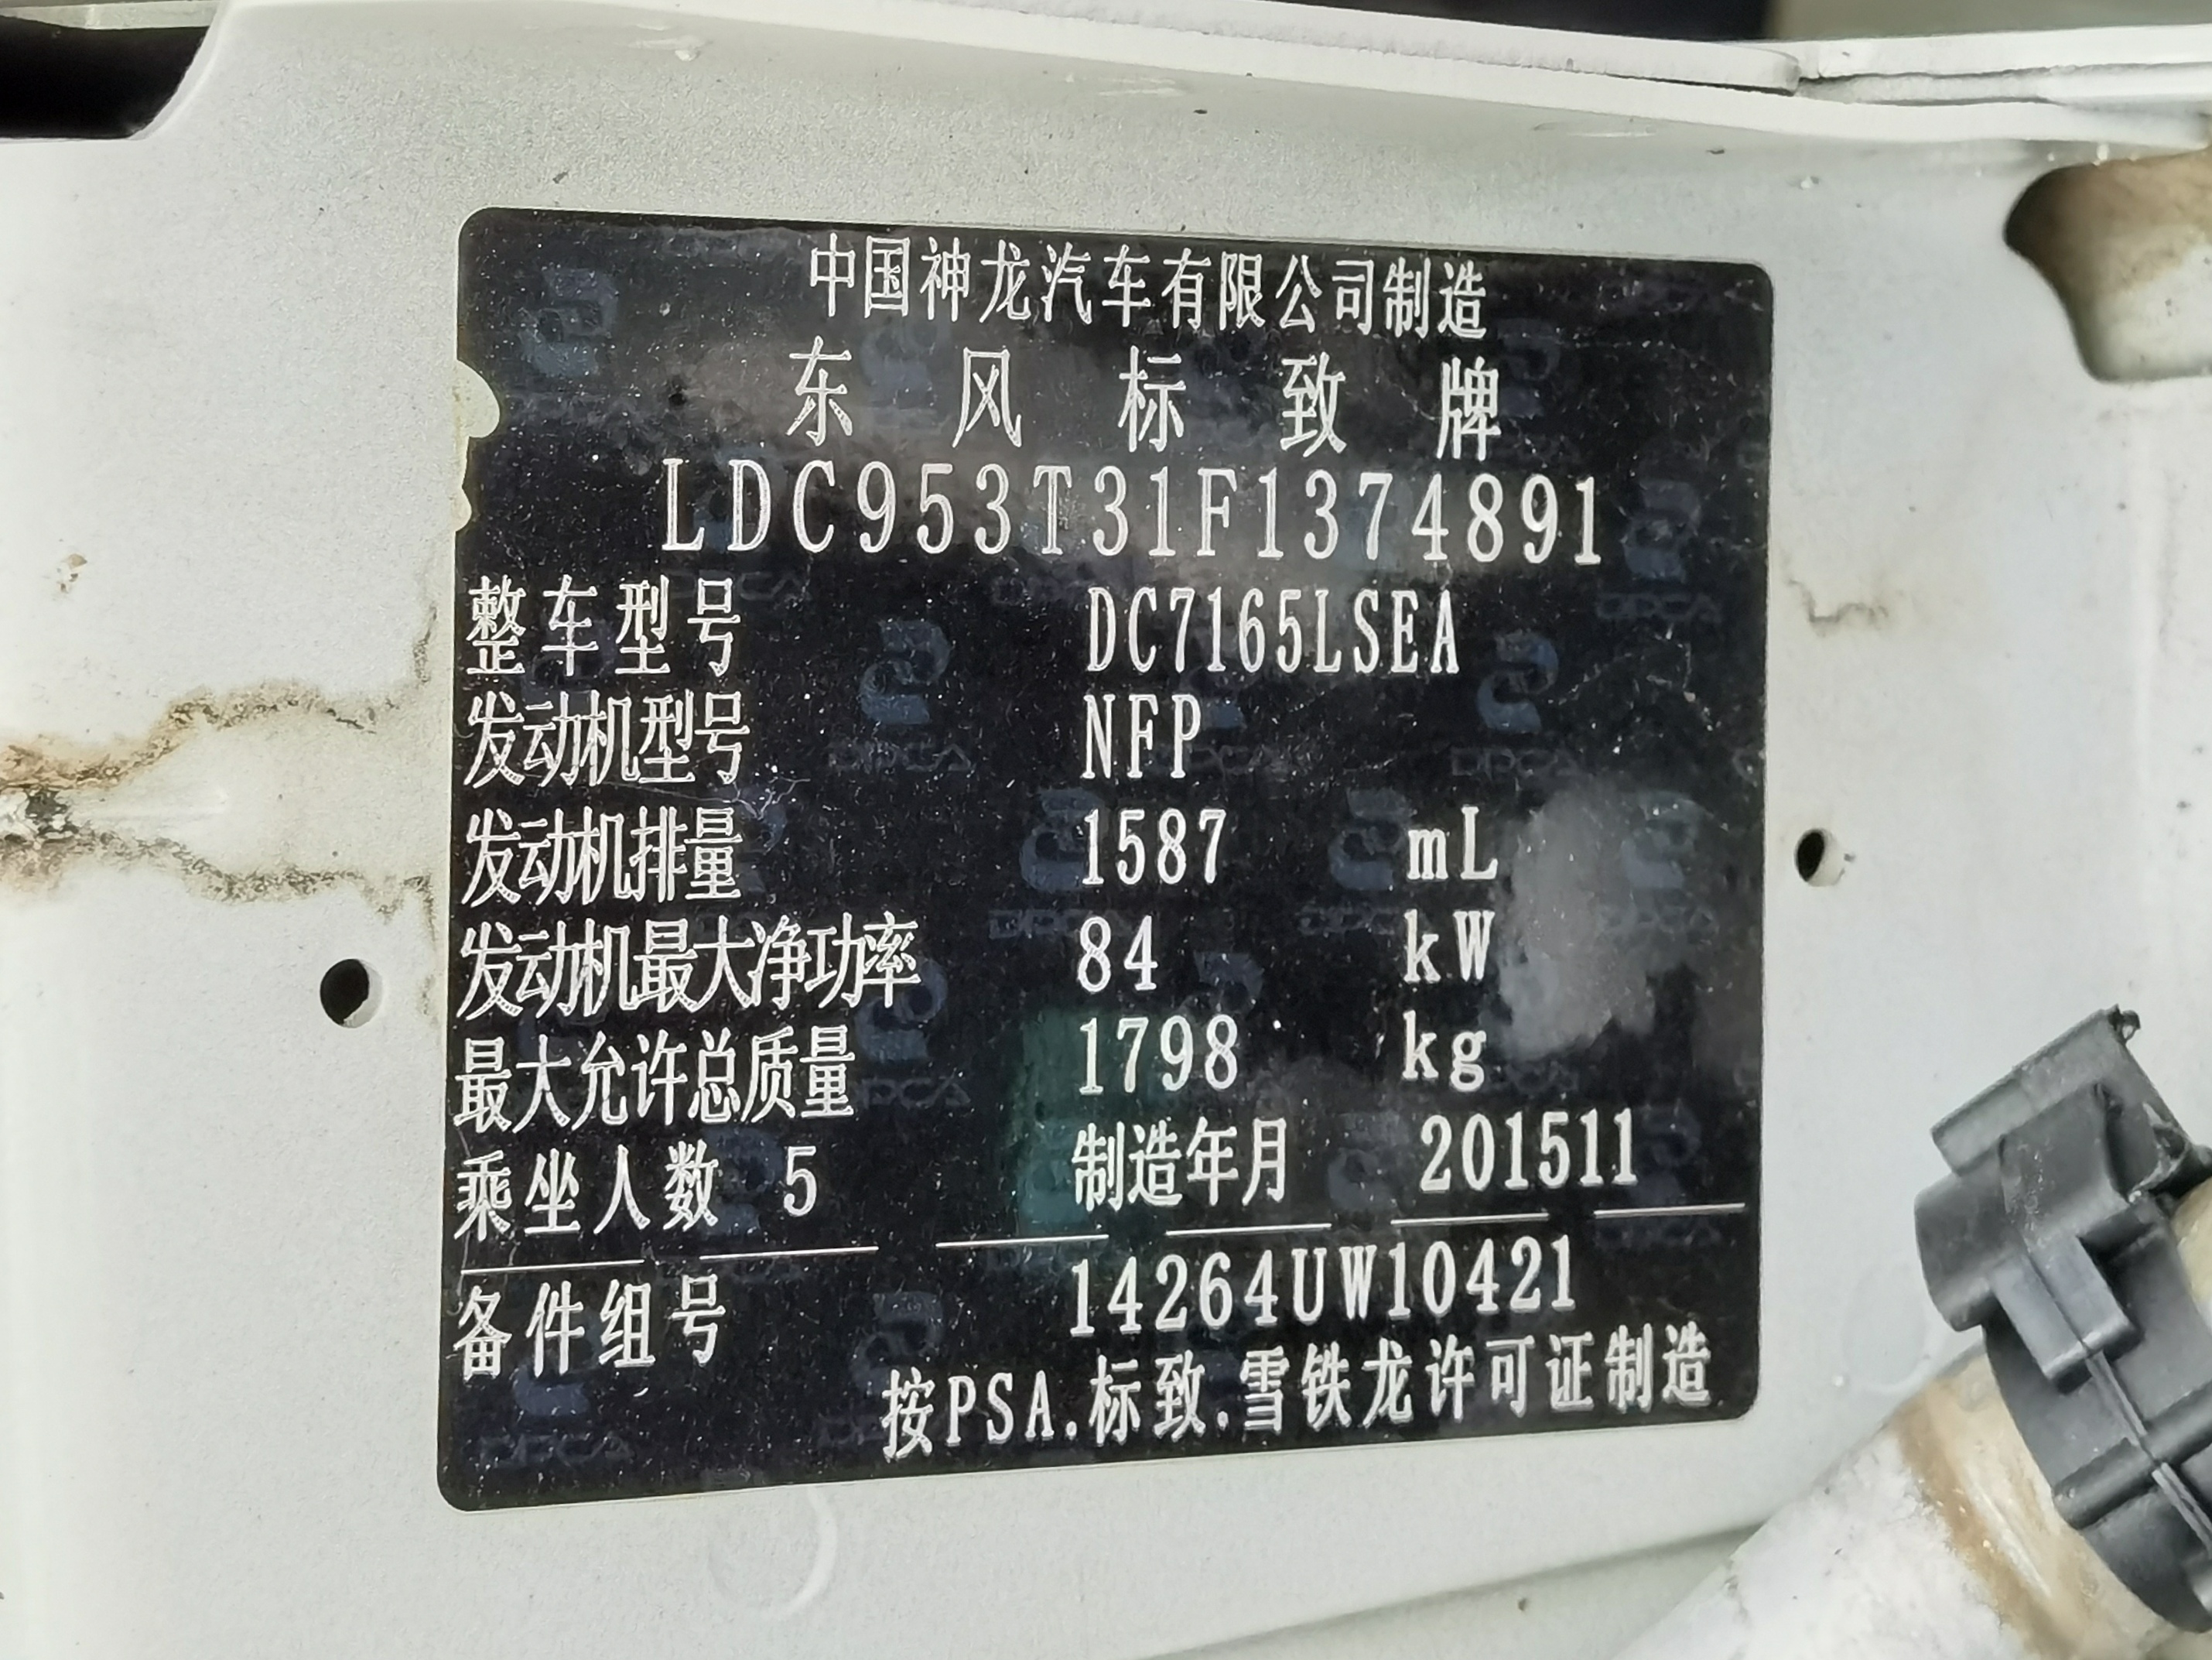 中国神龙汽车有限公司制造
东风标致牌
LDC953T31F1374891
整车型号 DC7165LSEA
发动机型号 NFP
发动机排量 1587 mL
发动机最大净功率 84 kW
最大允许总质量 1798 kg
乘坐人数 5 制造年月 201511
备件组号 14264UW10421
按PSA.标致.雪铁龙许可证制造